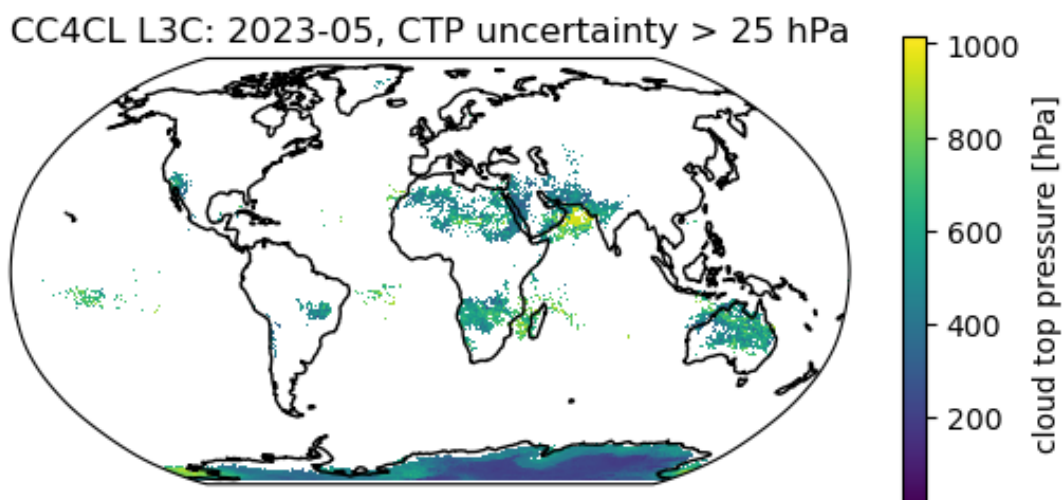 CC4CL L3C: 2023-05, CTP uncertainty > 25 hPa
1000
800
600
400
200
cloud top pressure [hPa]